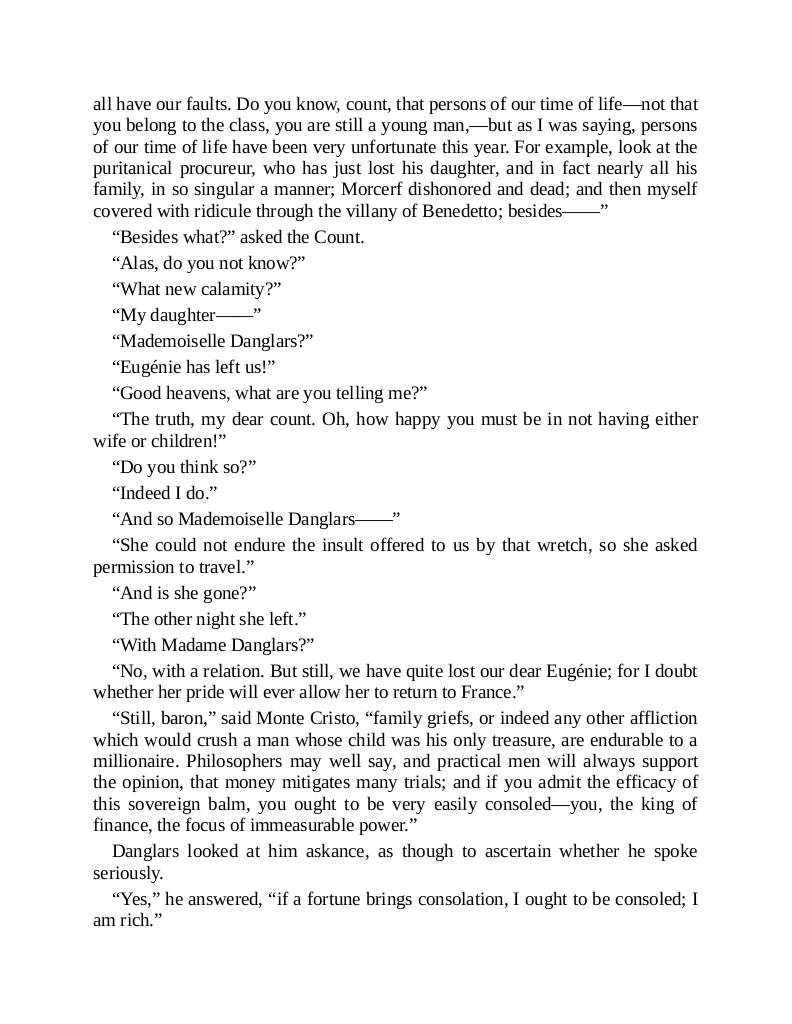 all have our faults. Do you know, count, that persons of our time of life—not that
you belong to the class, you are still a young man,—but as I was saying, persons
of our time of life have been very unfortunate this year. For example, look at the
puritanical procureur, who has just lost his daughter, and in fact nearly all his
family, in so singular a manner; Morcerf dishonored and dead; and then myself
covered with ridicule through the villany of Benedetto; besides——”
“Besides what?” asked the Count.
“Alas, do you not know?”
“What new calamity?”
“My daughter——”
“Mademoiselle Danglars?”
“Eugénie has left us!”
“Good heavens, what are you telling me?”
“The truth, my dear count. Oh, how happy you must be in not having either
wife or children!”
“Do you think so?”
“Indeed I do.”
“And so Mademoiselle Danglars——”
“She could not endure the insult offered to us by that wretch, so she asked
permission to travel.”
“And is she gone?”
“The other night she left.”
“With Madame Danglars?”
“No, with a relation. But still, we have quite lost our dear Eugénie; for I doubt
whether her pride will ever allow her to return to France.”
“Still, baron,” said Monte Cristo, “family griefs, or indeed any other affliction
which would crush a man whose child was his only treasure, are endurable to a
millionaire. Philosophers may well say, and practical men will always support
the opinion, that money mitigates many trials; and if you admit the efficacy of
this sovereign balm, you ought to be very easily consoled—you, the king of
finance, the focus of immeasurable power.”
Danglars looked at him askance, as though to ascertain whether he spoke
seriously.
“Yes,” he answered, “if a fortune brings consolation, I ought to be consoled; I
am rich.”